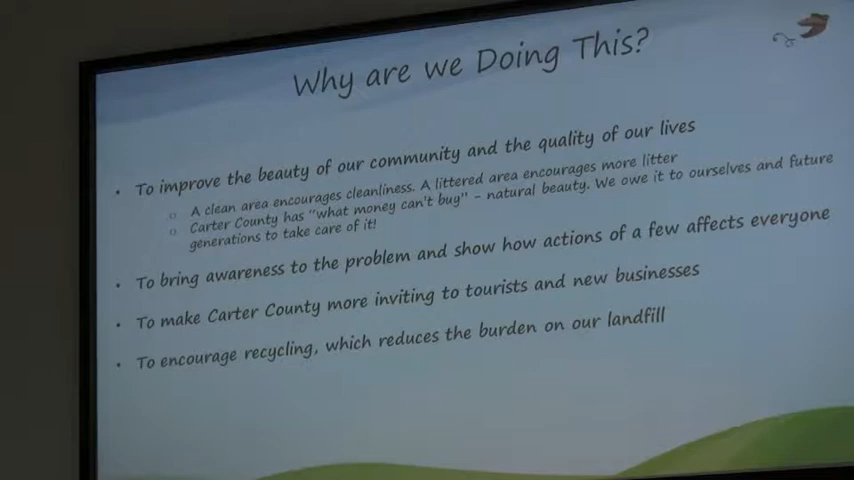 Why are we Doing This?
• To improve the beauty of our community and the quality of our lives
○ A clean area encourages cleanliness. A littered area encourages more litter
○ Carter County has "what money can't buy" – natural beauty. We owe it to ourselves and future
generations to take care of it!
• To bring awareness to the problem and show how actions of a few affects everyone
• To make Carter County more inviting to tourists and new businesses
• To encourage recycling, which reduces the burden on our landfill